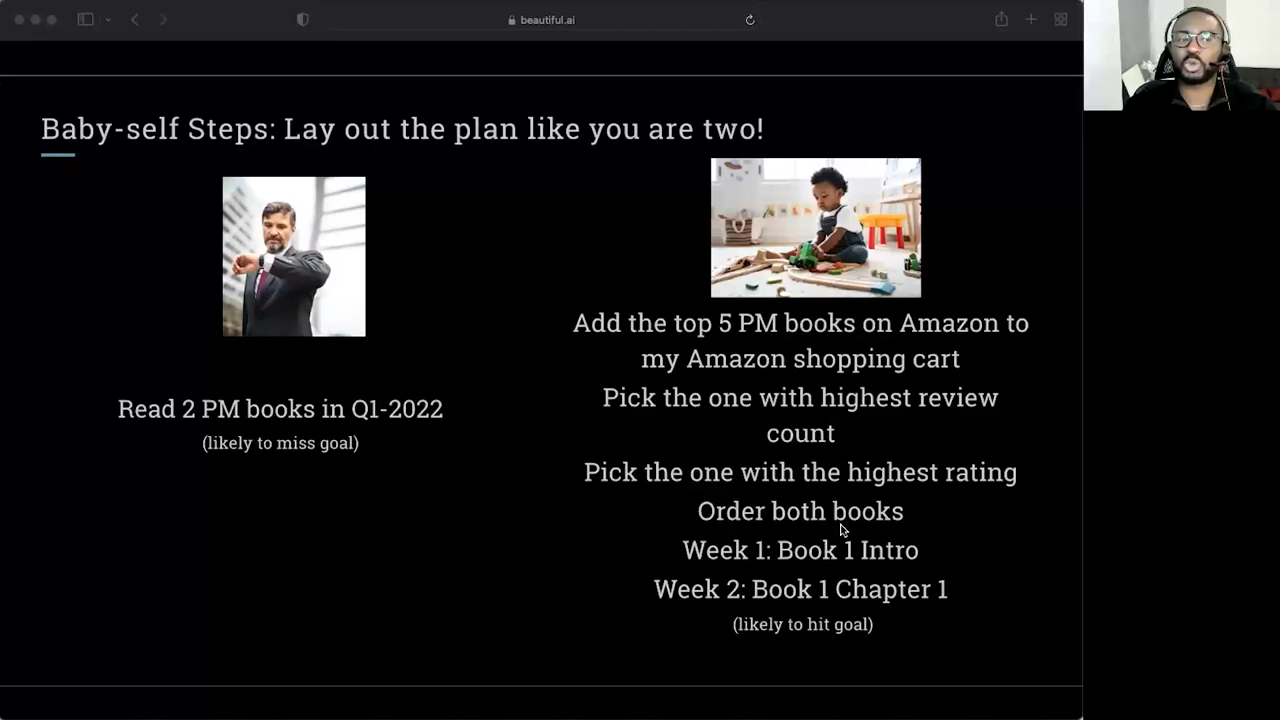 beautiful.ai
Baby-self Steps: Lay out the plan like you are two!
Read 2 PM books in Q1-2022
(likely to miss goal)
Add the top 5 PM books on Amazon to
my Amazon shopping cart
Pick the one with highest review
count
Pick the one with the highest rating
Order both books
Week 1: Book 1 Intro
Week 2: Book 1 Chapter 1
(likely to hit goal)